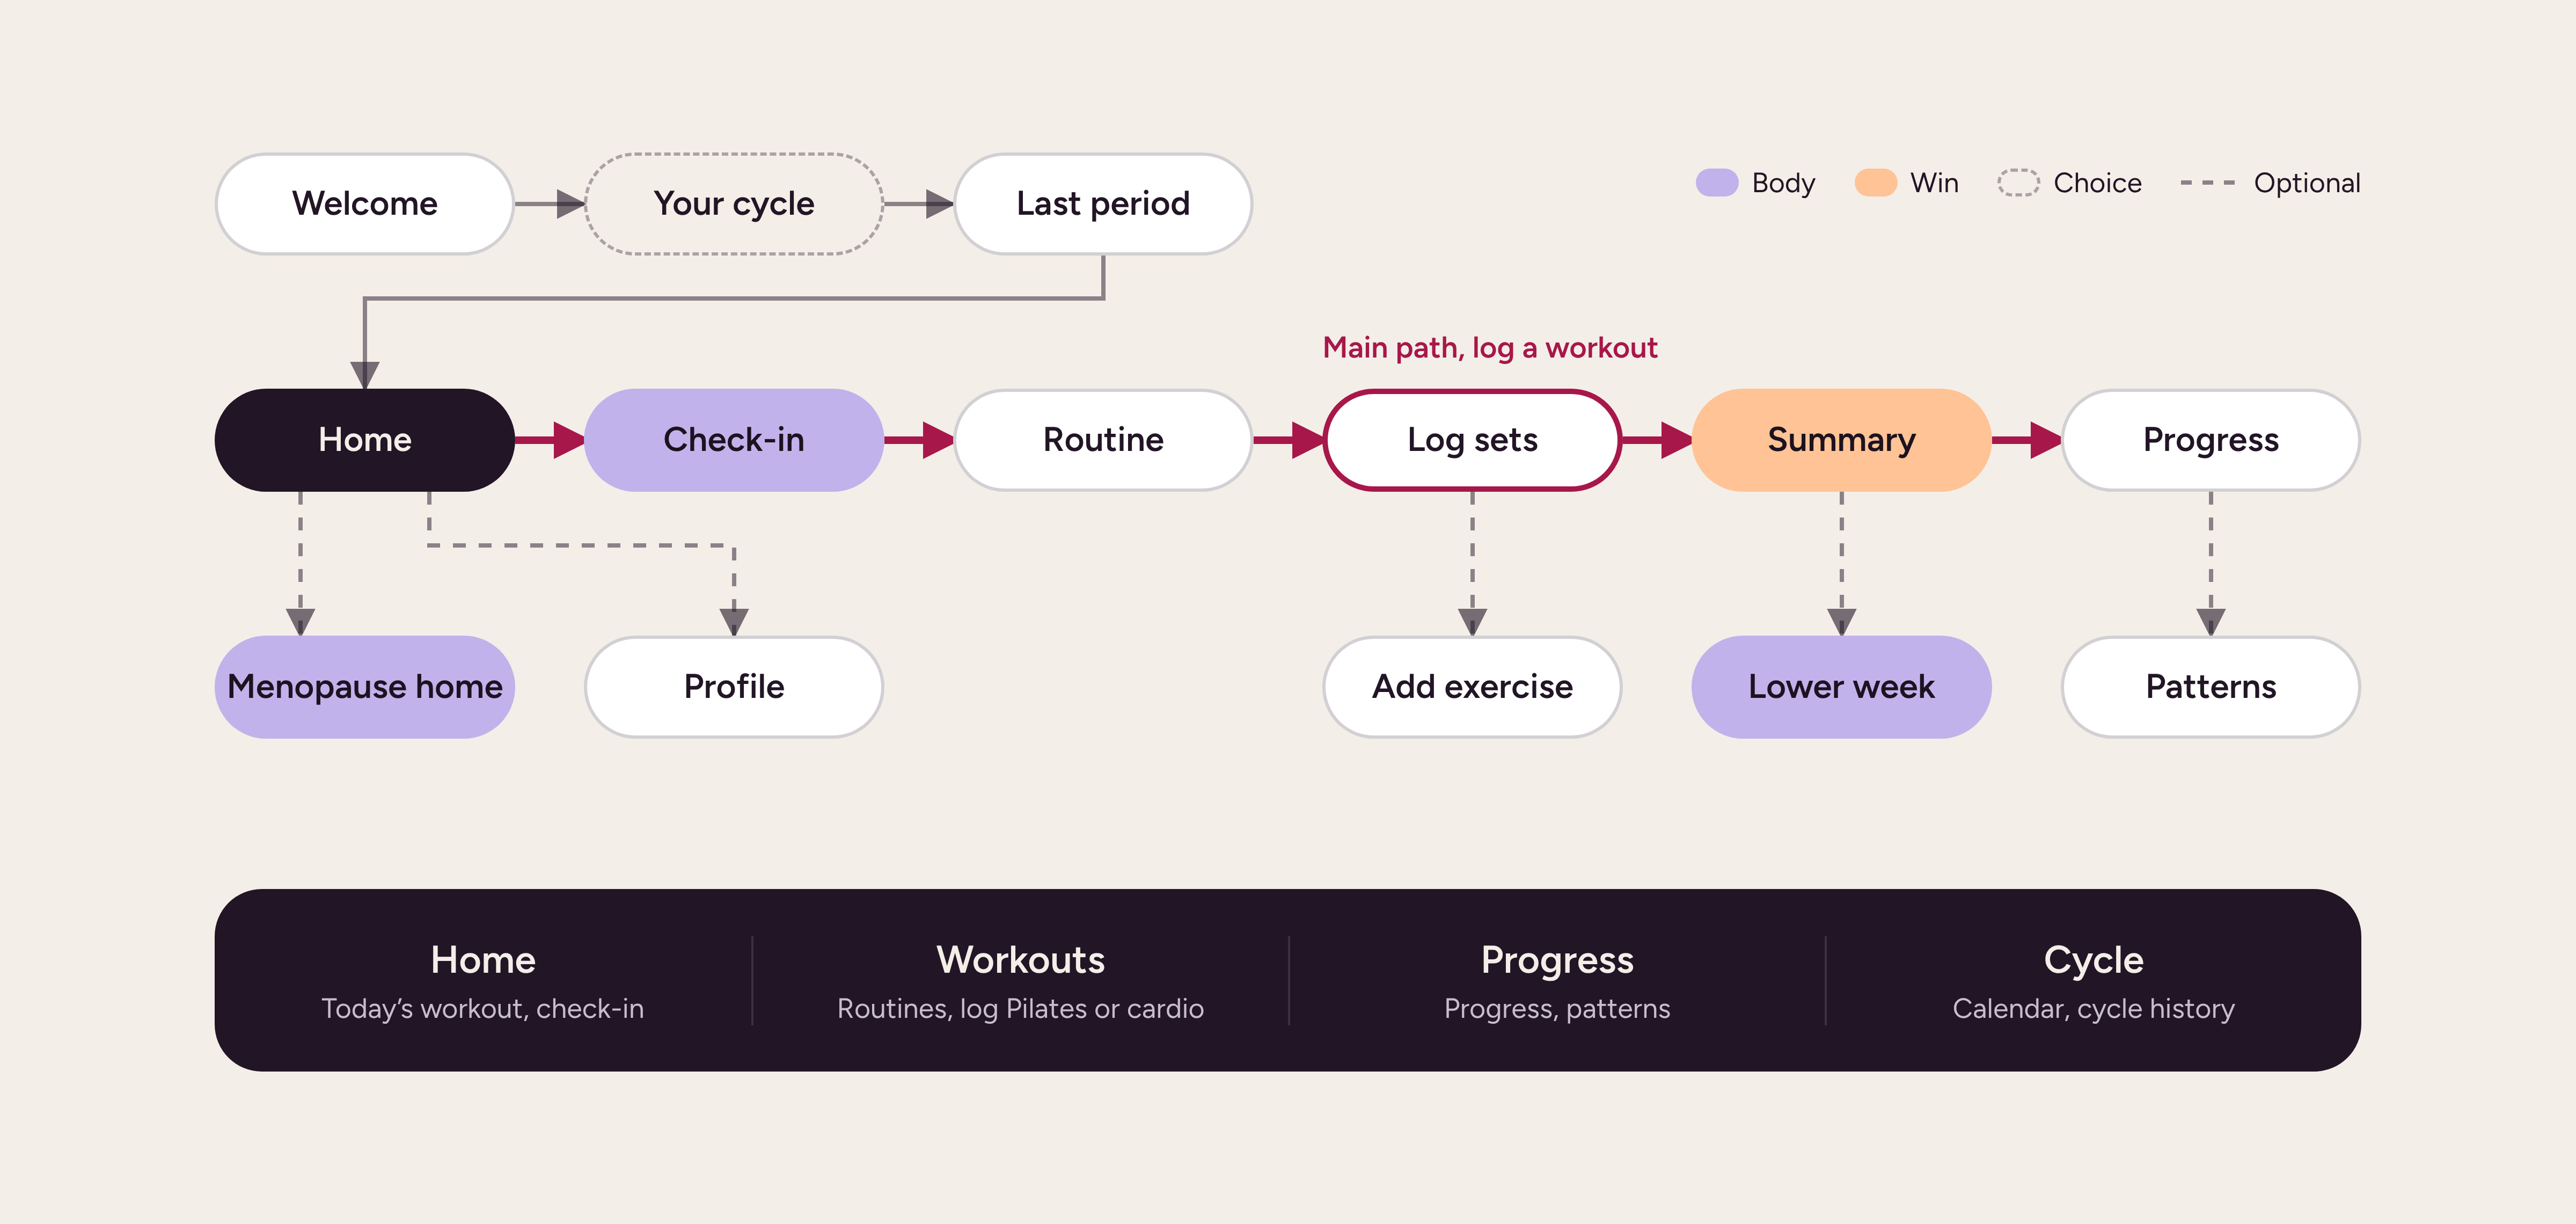 Welcome
Your cycle
Last period
Body
Win
Choice
Optional
Main path, log a workout
Home
Check-in
Routine
Log sets
Summary
Progress
Menopause home
Profile
Add exercise
Lower week
Patterns
Home
Today’s workout, check-in
Workouts
Routines, log Pilates or cardio
Progress
Progress, patterns
Cycle
Calendar, cycle history